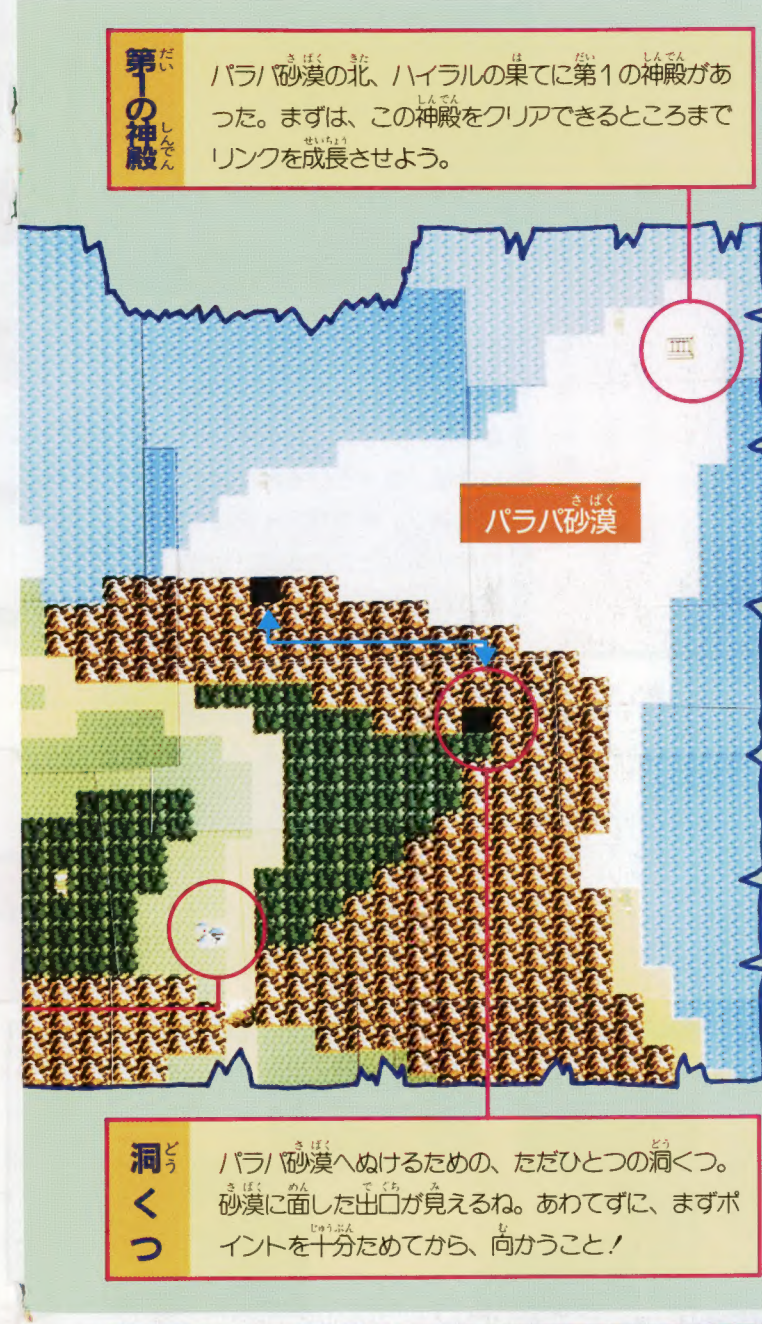 第1の神殿
パラパ砂漠の北、ハイラルの果てに第1の神殿があ
った。まずは、この神殿をクリアできるところまで
リンクを成長させよう。
パラパ砂漠
洞くつ
パラパ砂漠へぬけるための、ただひとつの洞くつ。
砂漠に面した出口が見えるね。あわてずに、まずポ
イントを十分ためてから、向かうこと！